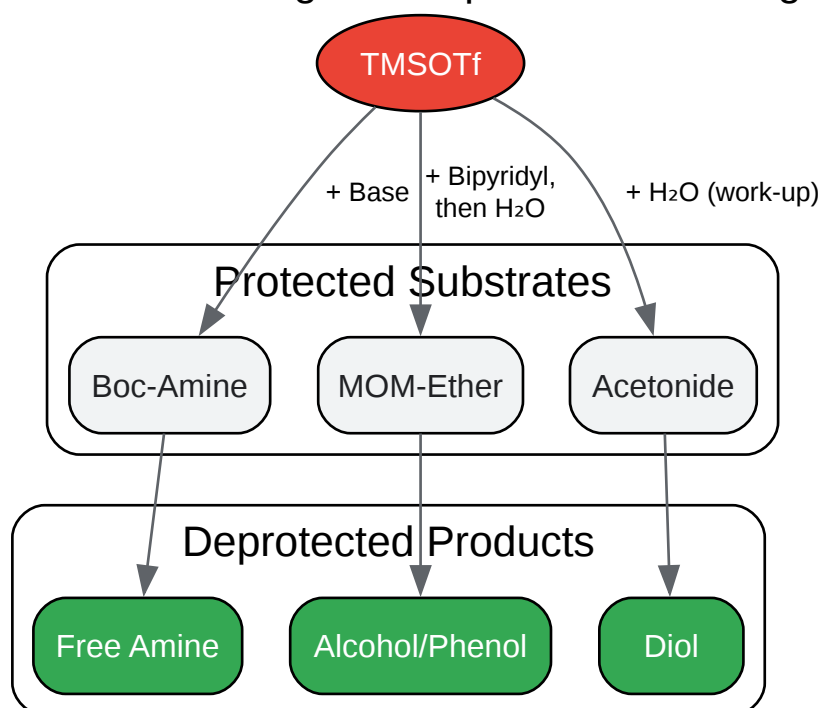 TMSOTf
+ Base
+ Bipyridyl,
then H₂O
+ H₂O (work-up)
Protected Substrates
Boc-Amine
MOM-Ether
Acetonide
Deprotected Products
Free Amine
Alcohol/Phenol
Diol